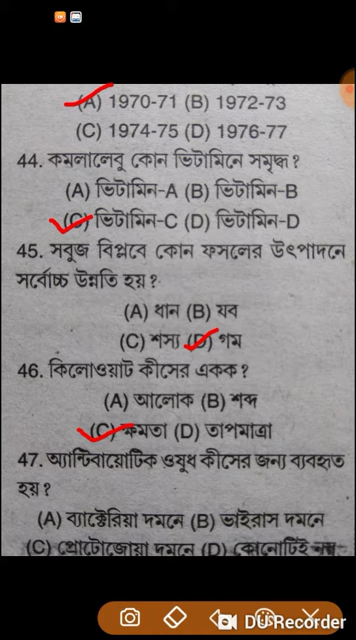 (A) 1970-71 (B) 1972-73
(C) 1974-75 (D) 1976-77
44. কমলালেবু কোন ভিটামিনে সমৃদ্ধ?
(A) ভিটামিন-A (B) ভিটামিন-B
(C) ভিটামিন-C (D) ভিটামিন-D
45. সবুজ বিপ্লবে কোন ফসলের উৎপাদনে
সর্বোচ্চ উন্নতি হয়?
(A) ধান (B) যব
(C) শস্য (D) গম
46. কিলোওয়াট কীসের একক?
(A) আলোক (B) শব্দ
(C) ক্ষমতা (D) তাপমাত্রা
47. অ্যান্টিবায়োটিক ওষুধ কীসের জন্য ব্যবহৃত
হয়?
(A) ব্যাক্টেরিয়া দমনে (B) ভাইরাস দমনে
(C) প্রোটোজোয়া দমনে (D) কোনোটিই নয়
DU Recorder